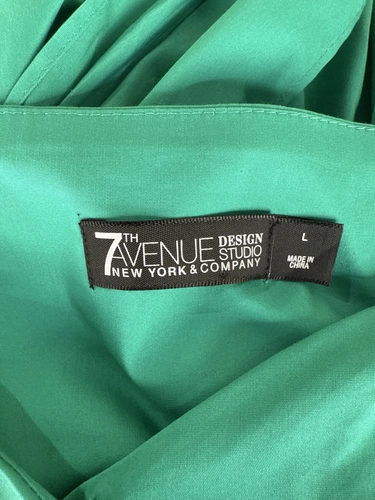 7TH AVENUE DESIGN STUDIO
NEW YORK & COMPANY
L
MADE IN
CHINA